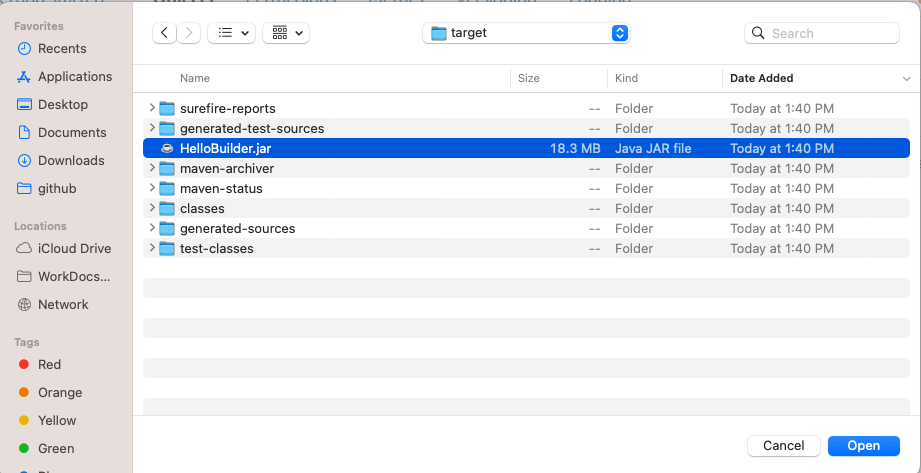 Favorites
Recents
Applications
Desktop
Documents
Downloads
github
Locations
iCloud Drive
WorkDocs...
Network
Tags
Red
Orange
Yellow
Green
target
Search
Name Size Kind Date Added
surefire-reports -- Folder Today at 1:40 PM
generated-test-sources -- Folder Today at 1:40 PM
HelloBuilder.jar 18.3 MB Java JAR file Today at 1:40 PM
maven-archiver -- Folder Today at 1:40 PM
maven-status -- Folder Today at 1:40 PM
classes -- Folder Today at 1:40 PM
generated-sources -- Folder Today at 1:40 PM
test-classes -- Folder Today at 1:40 PM
Cancel Open